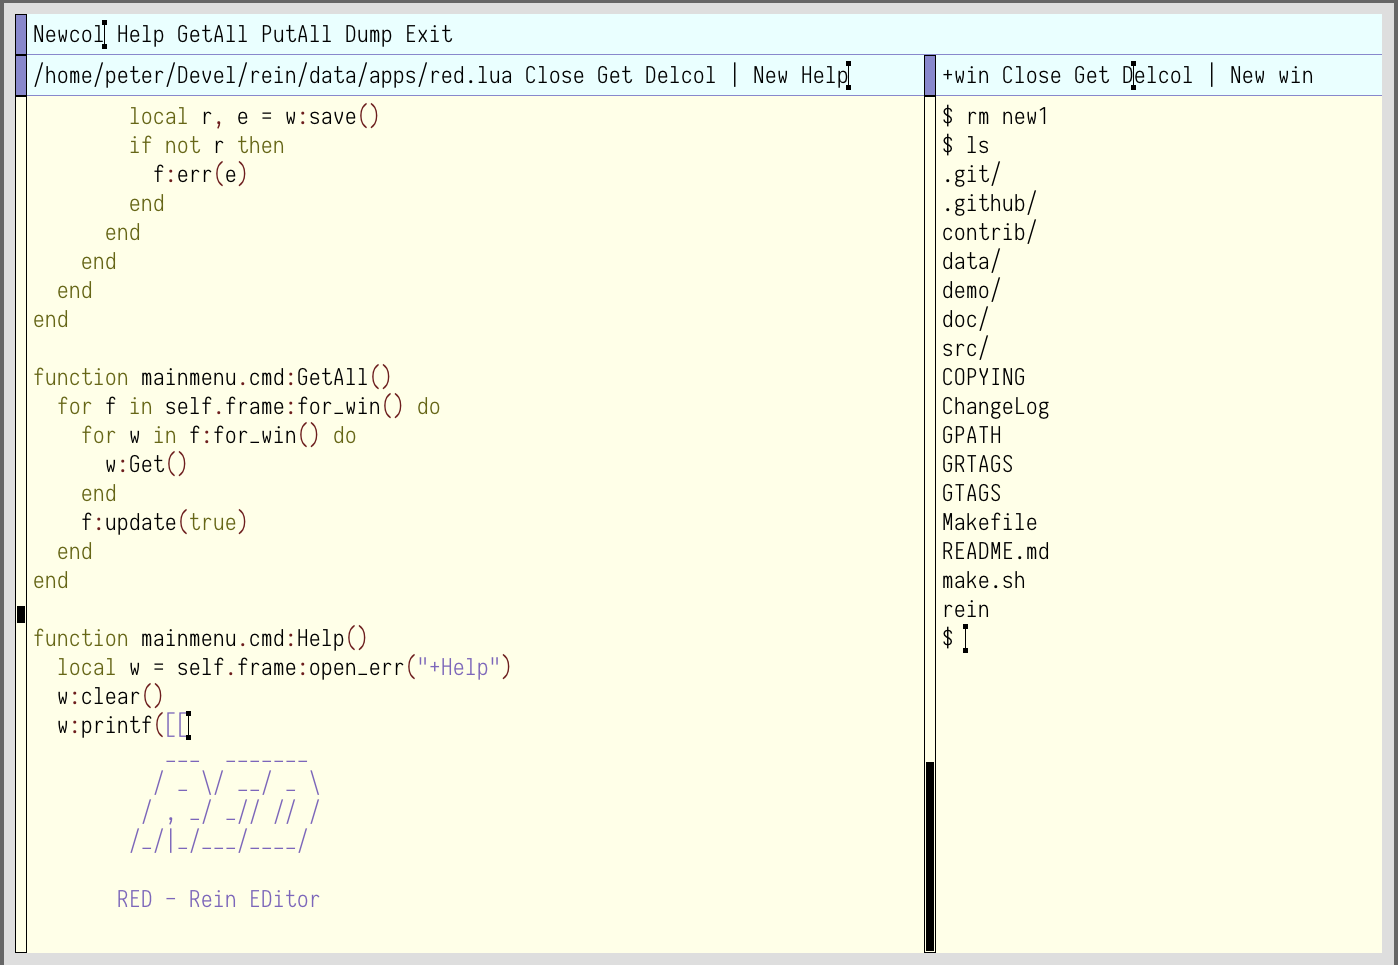 Newcol Help GetAll PutAll Dump Exit
/home/peter/Devel/rein/data/apps/red.lua Close Get Delcol | New Help
        local r, e = w:save()
        if not r then
          f:err(e)
        end
      end
    end
  end
end

function mainmenu.cmd:GetAll()
  for f in self.frame:for_win() do
    for w in f:for_win() do
      w:Get()
    end
    f:update(true)
  end
end

function mainmenu.cmd:Help()
  local w = self.frame:open_err("+Help")
  w:clear()
  w:printf([[
           ___  _______
          / _ \/ __/ _ \
         / , _/ _// // /
        /_/|_/___/____/

       RED - Rein EDitor
+win Close Get Delcol | New win
$ rm new1
$ ls
.git/
.github/
contrib/
data/
demo/
doc/
src/
COPYING
ChangeLog
GPATH
GRTAGS
GTAGS
Makefile
README.md
make.sh
rein
$